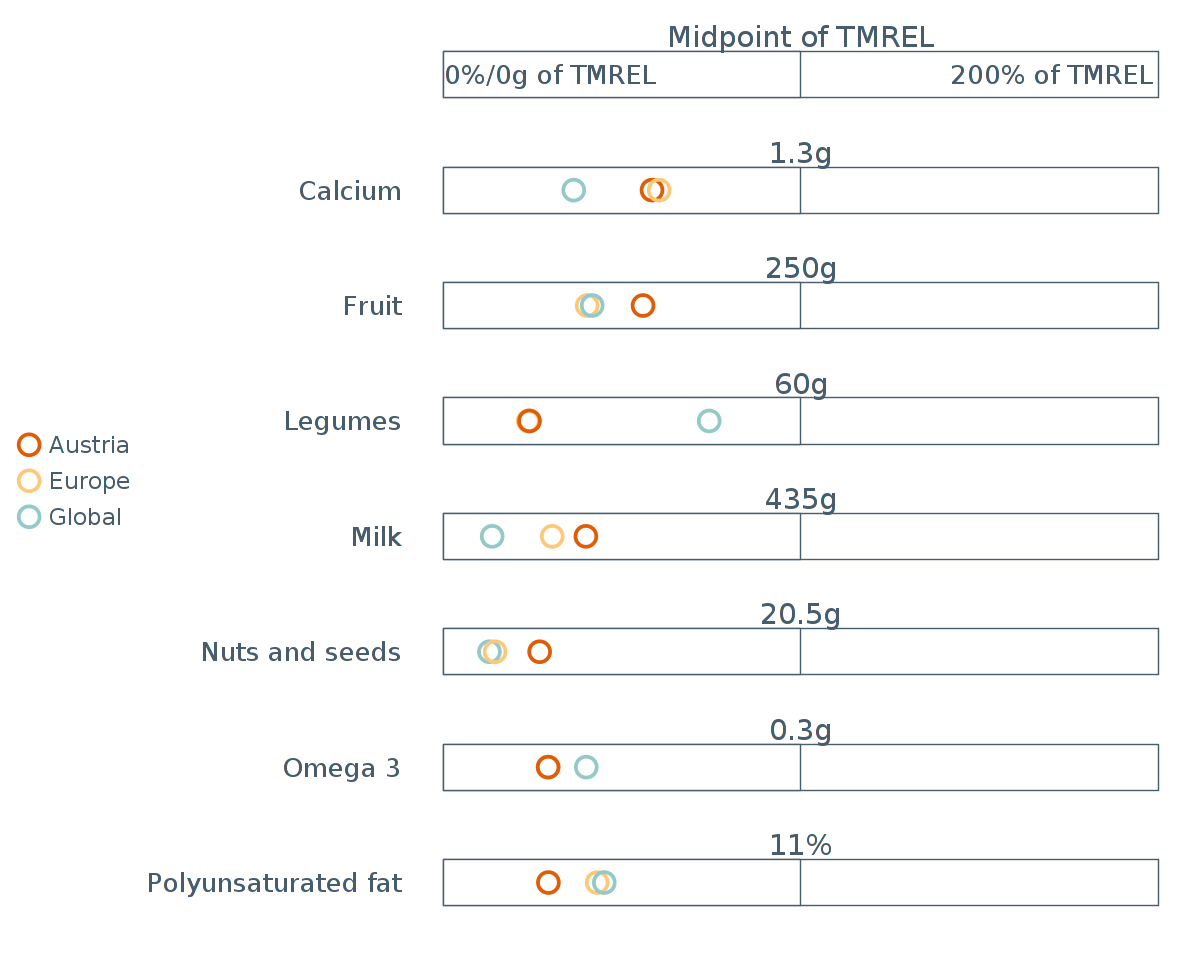 Midpoint of TMREL
0%/0g of TMREL
200% of TMREL
1.3g
Calcium
250g
Fruit
60g
Legumes
Austria
Europe
Global
435g
Milk
20.5g
Nuts and seeds
0.3g
Omega 3
11%
Polyunsaturated fat